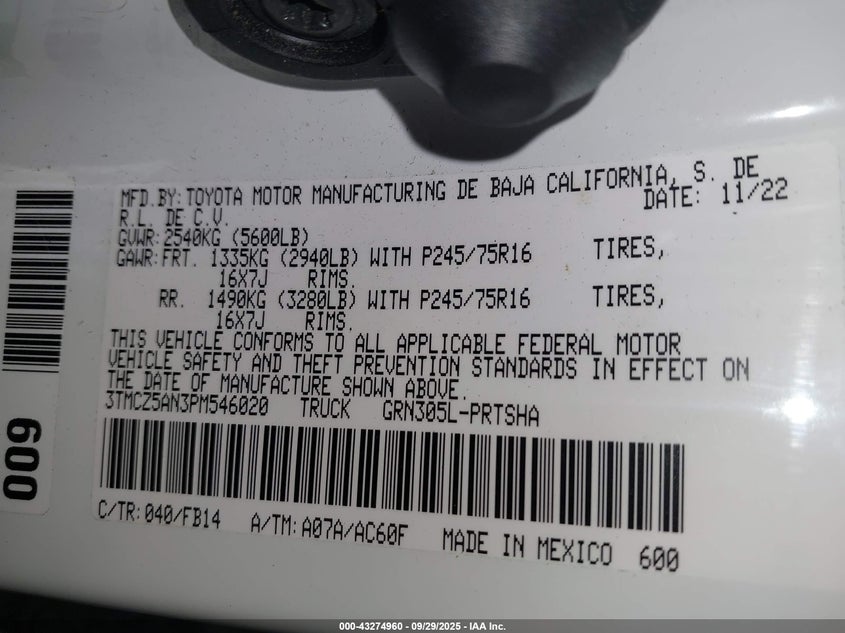 MFD.BY:TOYOTA MOTOR MANUFACTURING DE BAJA CALIFORNIA, S. DE
R.L. DE C.V. DATE: 11/22
GVWR:2540KG (5600LB)
GAWR:FRT. 1335KG (2940LB) WITH P245/75R16 TIRES,
16X7J RIMS.
RR. 1490KG (3280LB) WITH P245/75R16 TIRES,
16X7J RIMS.
THIS VEHICLE CONFORMS TO ALL APPLICABLE FEDERAL MOTOR
VEHICLE SAFETY AND THEFT PREVENTION STANDARDS IN EFFECT ON
THE DATE OF MANUFACTURE SHOWN ABOVE.
3TMCZ5AN3PM546020 TRUCK GRN305L-PRTSHA
C/TR:040/FB14 A/TM:A07A/AC60F MADE IN MEXICO 600
009
000-43274960 - 09/29/2025 - IAA Inc.